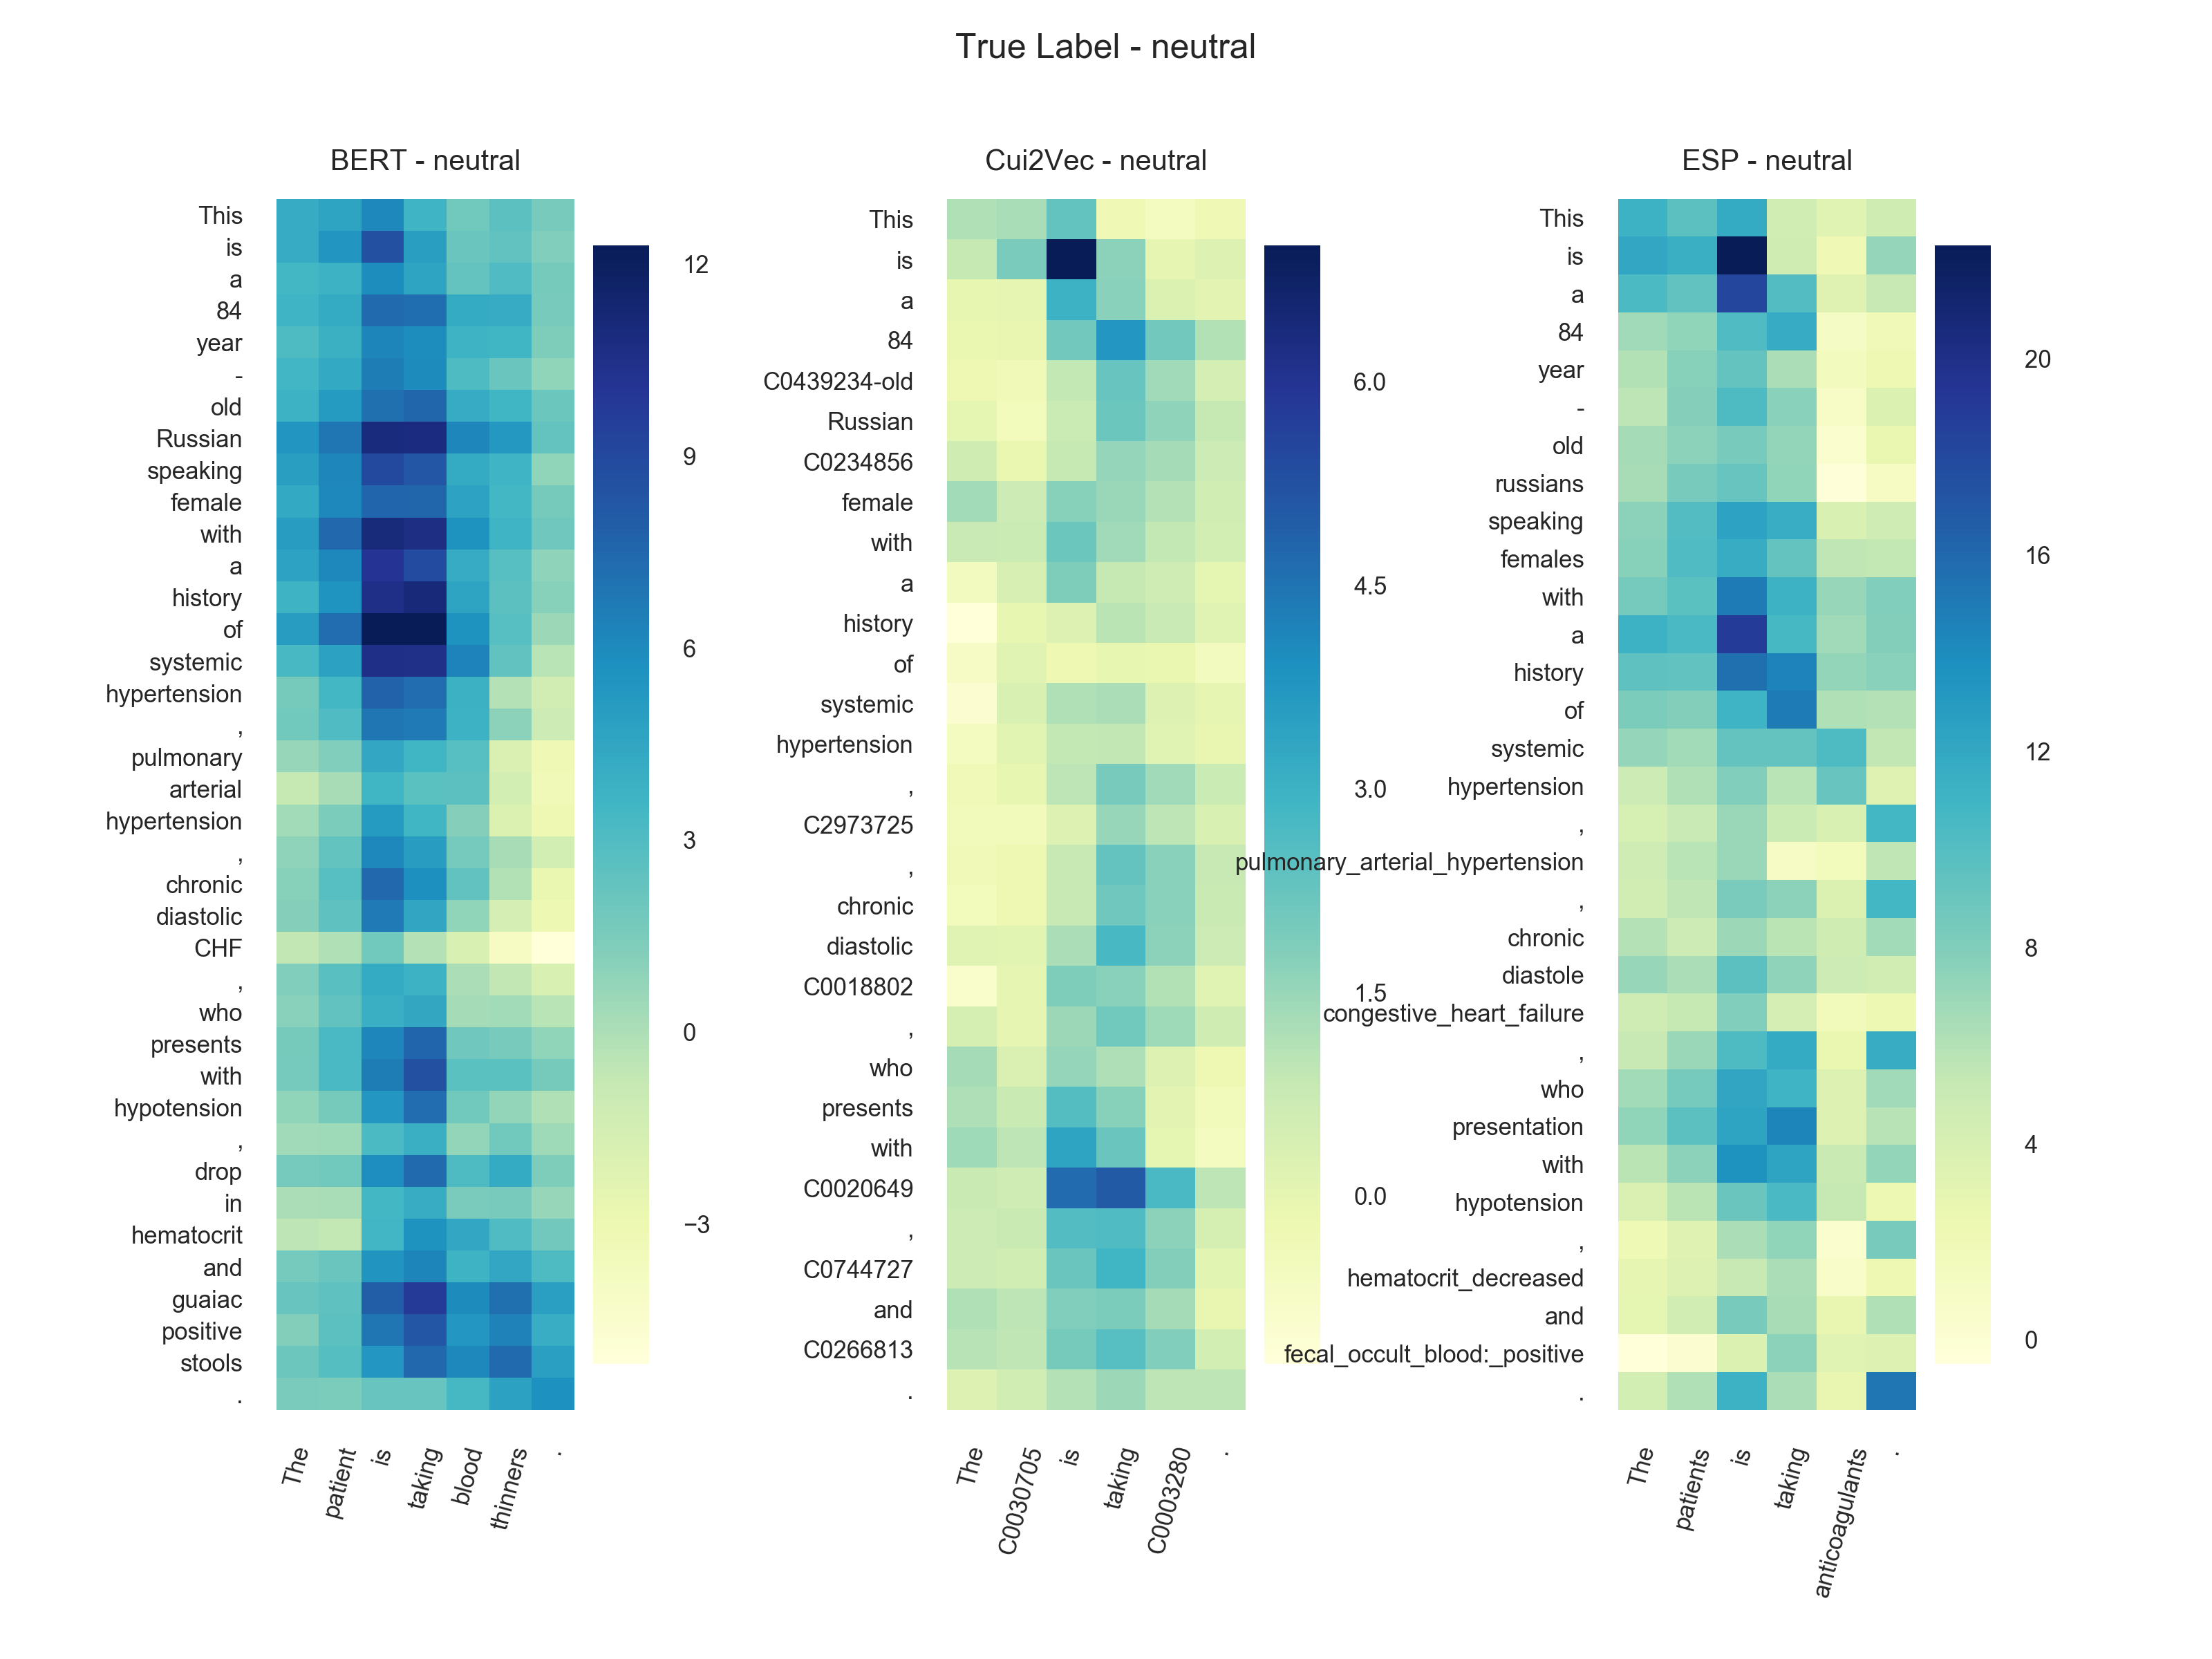 True Label - neutral
BERT - neutral
This
is
a
84
year
-
old
Russian
speaking
female
with
a
history
of
systemic
hypertension
,
pulmonary
arterial
hypertension
,
chronic
diastolic
CHF
,
who
presents
with
hypotension
,
drop
in
hematocrit
and
guaiac
positive
stools
.
The
patient
is
taking
blood
thinners
.
12
9
6
3
0
−3
Cui2Vec - neutral
This
is
a
84
C0439234-old
Russian
C0234856
female
with
a
history
of
systemic
hypertension
,
C2973725
,
chronic
diastolic
C0018802
,
who
presents
with
C0020649
,
C0744727
and
C0266813
.
The
C0030705
is
taking
C0003280
.
6.0
4.5
3.0
1.5
0.0
ESP - neutral
This
is
a
84
year
-
old
russians
speaking
females
with
a
history
of
systemic
hypertension
,
pulmonary_arterial_hypertension
,
chronic
diastole
congestive_heart_failure
,
who
presentation
with
hypotension
,
hematocrit_decreased
and
fecal_occult_blood:_positive
.
The
patients
is
taking
anticoagulants
.
20
16
12
8
4
0